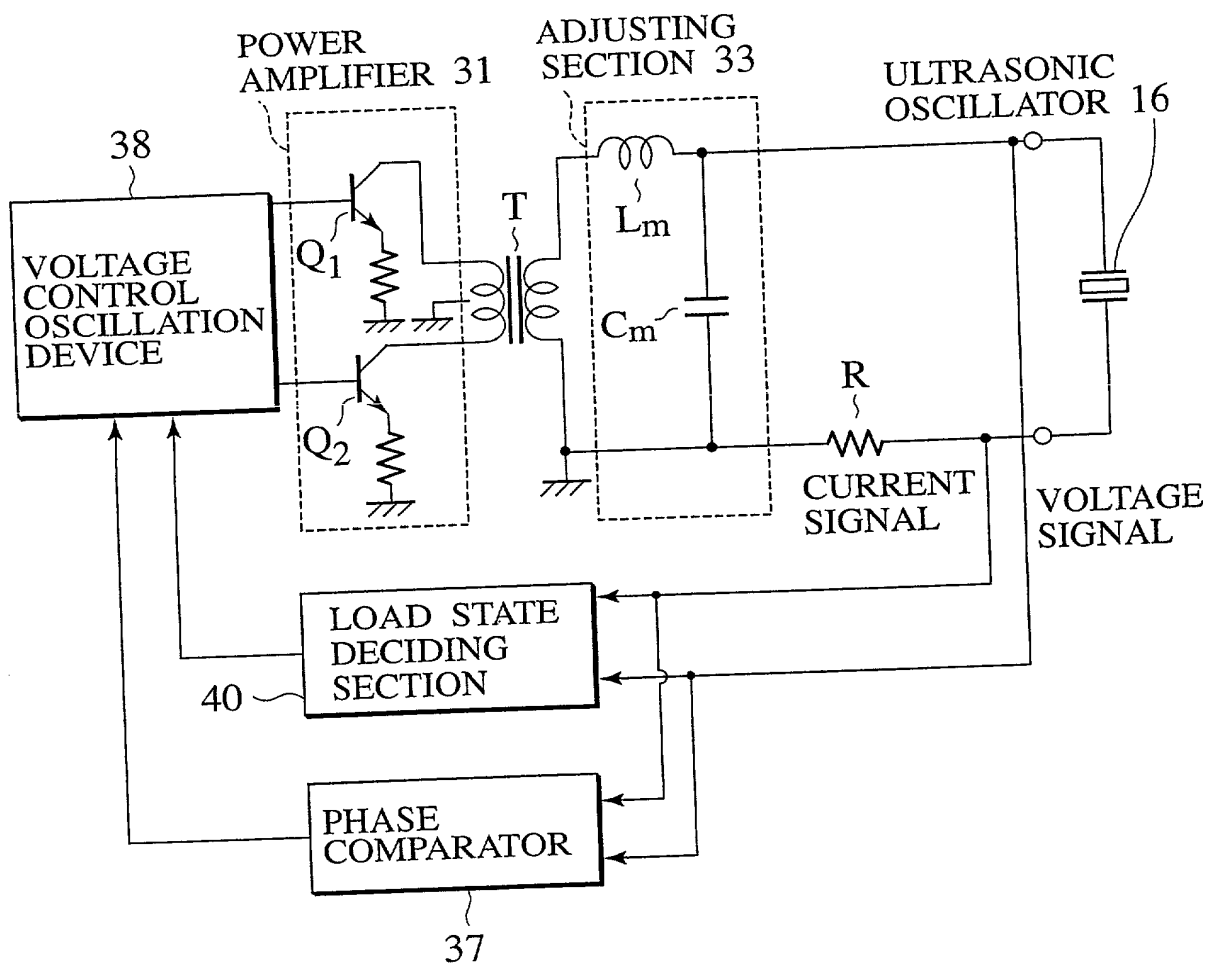 POWER
AMPLIFIER 31
ADJUSTING
SECTION 33
ULTRASONIC
OSCILLATOR 16
38
VOLTAGE
CONTROL
OSCILLATION
DEVICE
Q1
Q2
T
Lm
Cm
R
CURRENT
SIGNAL
VOLTAGE
SIGNAL
LOAD STATE
DECIDING
SECTION
40
PHASE
COMPARATOR
37